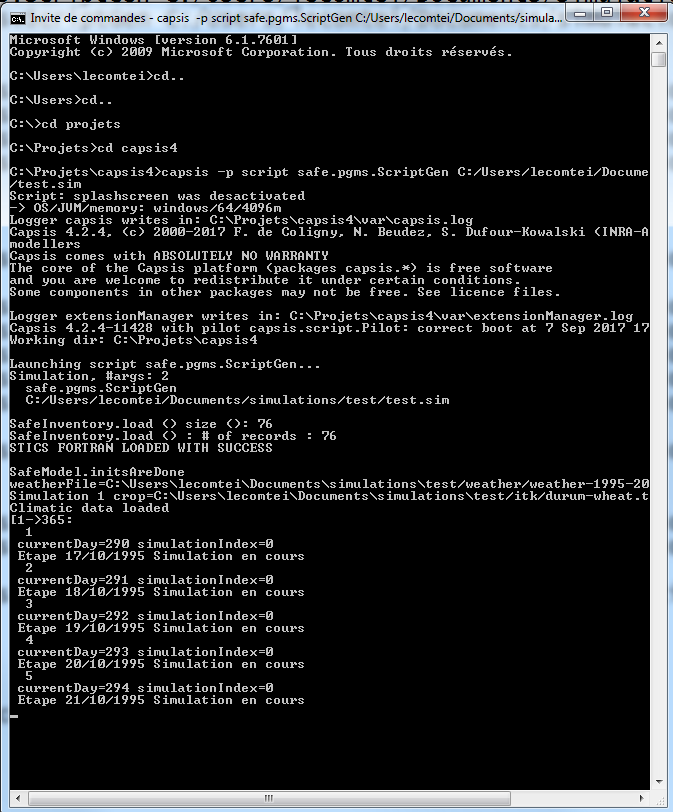 Invite de commandes - capsis -p script safe.pgms.ScriptGen C:/Users/lecomtei/Documents/simula...
Microsoft Windows [version 6.1.7601]
Copyright (c) 2009 Microsoft Corporation. Tous droits réservés.
C:\Users\lecomtei>cd..
C:\Users>cd..
C:\>cd projets
C:\Projets>cd capsis4
C:\Projets\capsis4>capsis -p script safe.pgms.ScriptGen C:/Users/lecomtei/Docume
/test.sim
Script: splashscreen was desactivated
-> OS/JVM/memory: windows/64/4096m
Logger capsis writes in: C:\Projets\capsis4\var\capsis.log
Capsis 4.2.4, (c) 2000-2017 F. de Coligny, N. Beudez, S. Dufour-Kowalski (INRA-A
modellers
Capsis comes with ABSOLUTELY NO WARRANTY
The core of the Capsis platform (packages capsis.*) is free software
and you are welcome to redistribute it under certain conditions.
Some components in other packages may not be free. See licence files.
Logger extensionManager writes in: C:\Projets\capsis4\var\extensionManager.log
Capsis 4.2.4-11428 with pilot capsis.script.Pilot: correct boot at 7 Sep 2017 17
Working dir: C:\Projets\capsis4
Launching script safe.pgms.ScriptGen...
Simulation, #args: 2
safe.pgms.ScriptGen
C:/Users/lecomtei/Documents/simulations/test/test.sim
SafeInventory.load () size (): 76
SafeInventory.load () : # of records : 76
STICS FORTRAN LOADED WITH SUCCESS
SafeModel.initsAreDone
weatherFile=C:\Users\lecomtei\Documents\simulations\test/weather/weather-1995-20
Simulation 1 crop=C:\Users\lecomtei\Documents\simulations\test/itk/durum-wheat.t
Climatic data loaded
[1->365:
1
currentDay=290 simulationIndex=0
Etape 17/10/1995 Simulation en cours
2
currentDay=291 simulationIndex=0
Etape 18/10/1995 Simulation en cours
3
currentDay=292 simulationIndex=0
Etape 19/10/1995 Simulation en cours
4
currentDay=293 simulationIndex=0
Etape 20/10/1995 Simulation en cours
5
currentDay=294 simulationIndex=0
Etape 21/10/1995 Simulation en cours